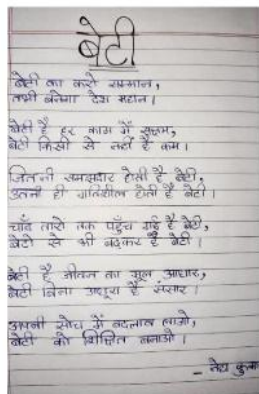 बेटी
बेटी का करो सम्मान,
तभी बनेगा देश महान।
बेटी है हर काम में सक्षम,
बेटी किसी से नहीं है कम।
जितनी समझदार होती है बेटी,
उतनी ही गतिशील होती है बेटी।
चाँद तारों तक पहुँच गई है बेटी,
बेटो से भी बढ़कर है बेटी।
बेटी है जीवन का मूल आधार,
बेटी बिना अधूरा है संसार।
अपनी सोच में बदलाव लाओ,
बेटी को शिक्षित बनाओ।
- नेहा